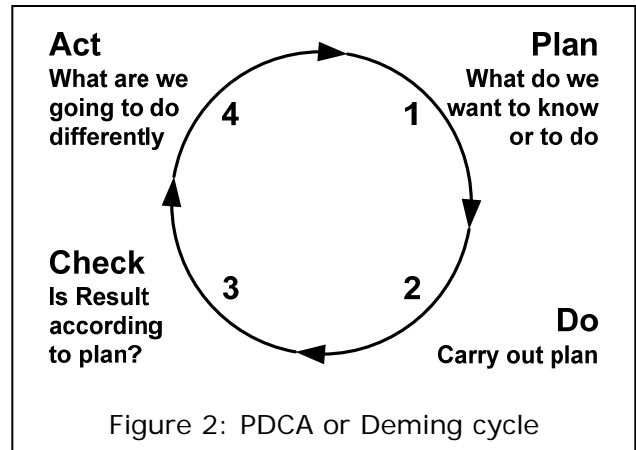 Act
What are we
going to do
differently
4
Plan
What do we
want to know
or to do
1
Check
Is Result
according
to plan?
3
2
Do
Carry out plan
Figure 2: PDCA or Deming cycle